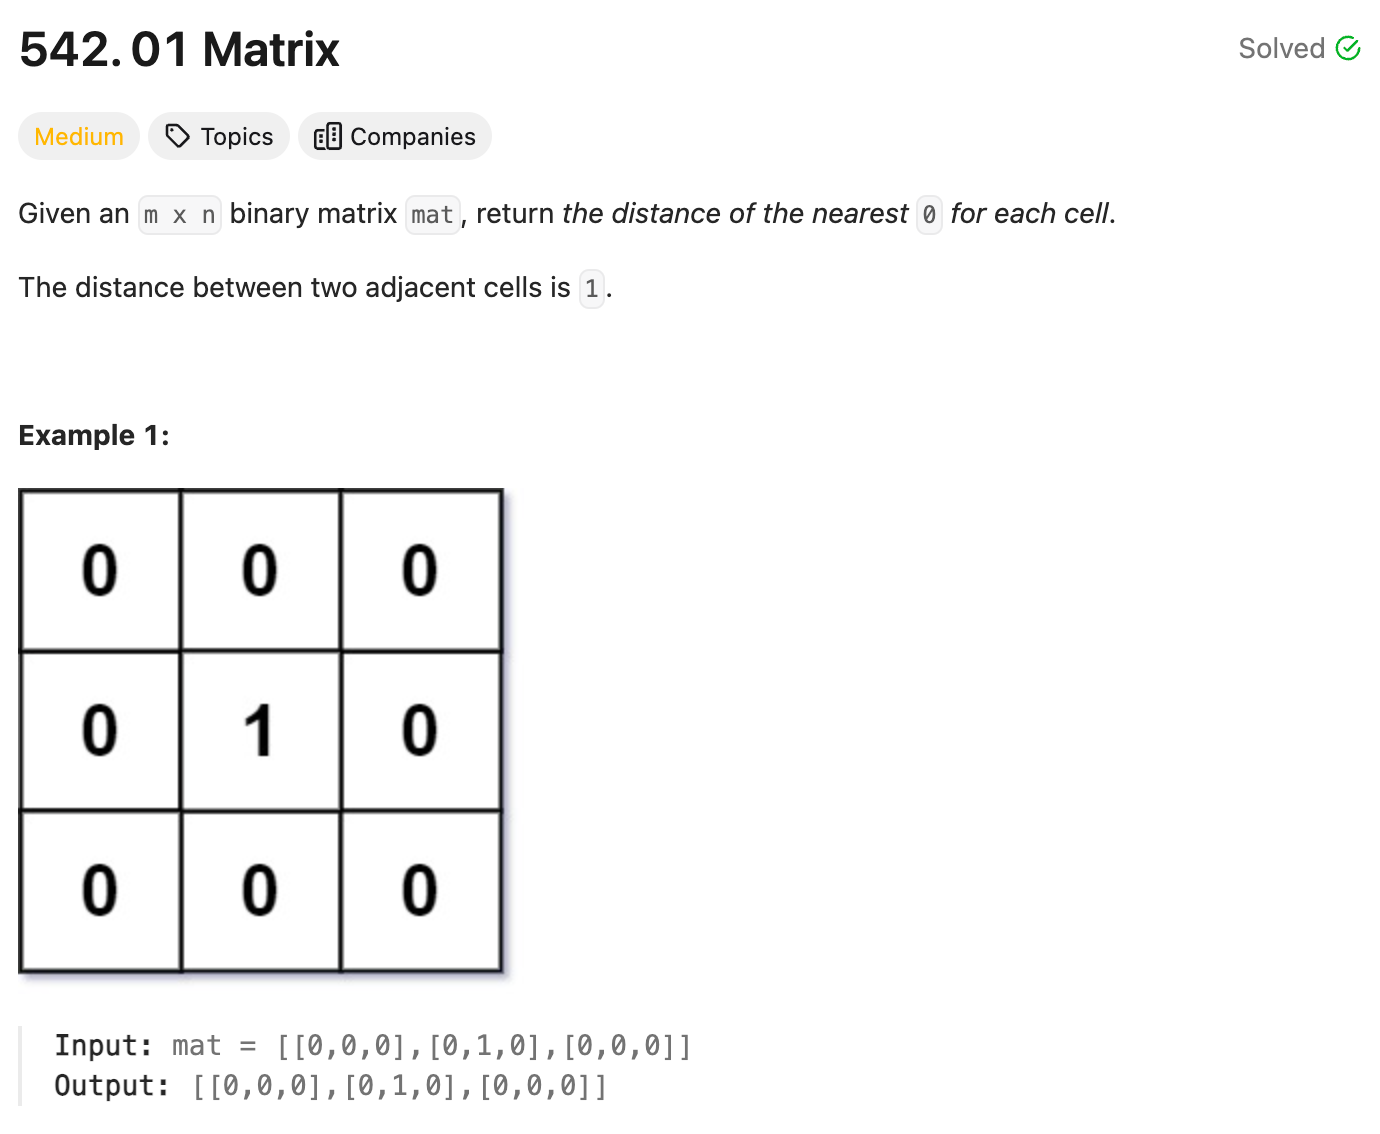 542. 01 Matrix
Solved
Medium
Topics
Companies
Given an m x n binary matrix mat, return the distance of the nearest 0 for each cell.
The distance between two adjacent cells is 1.
Example 1:
0 0 0
0 1 0
0 0 0
Input: mat = [[0,0,0],[0,1,0],[0,0,0]]
Output: [[0,0,0],[0,1,0],[0,0,0]]